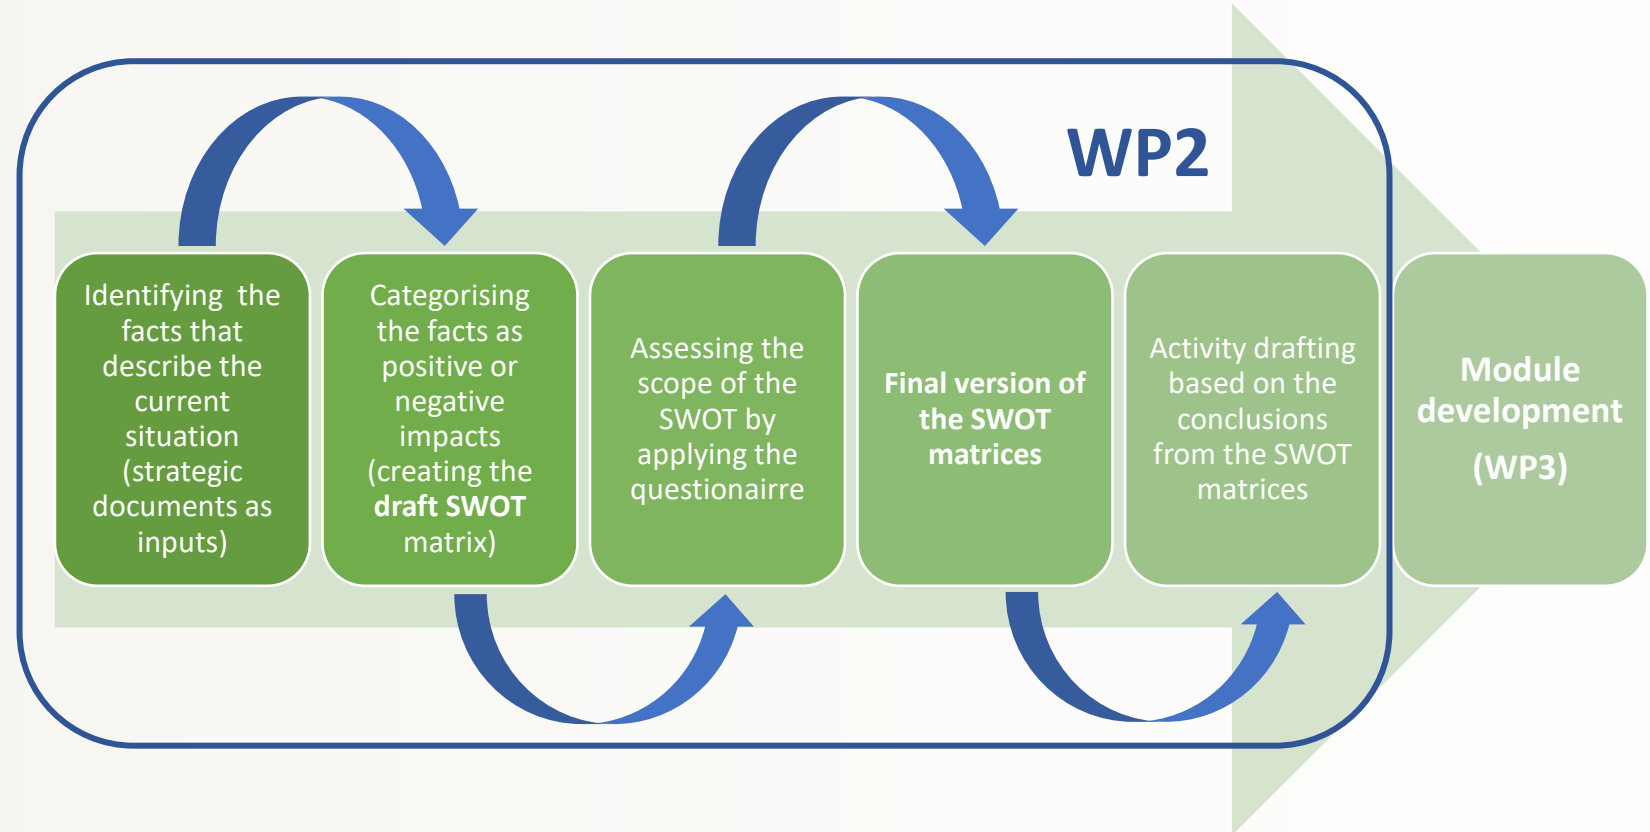 WP2
Identifying the
facts that
describe the
current
situation
(strategic
documents as
inputs)
Categorising
the facts as
positive or
negative
impacts
(creating the
draft SWOT
matrix)
Assessing the
scope of the
SWOT by
applying the
questionairre
Final version of
the SWOT
matrices
Activity drafting
based on the
conclusions
from the SWOT
matrices
Module
development
(WP3)